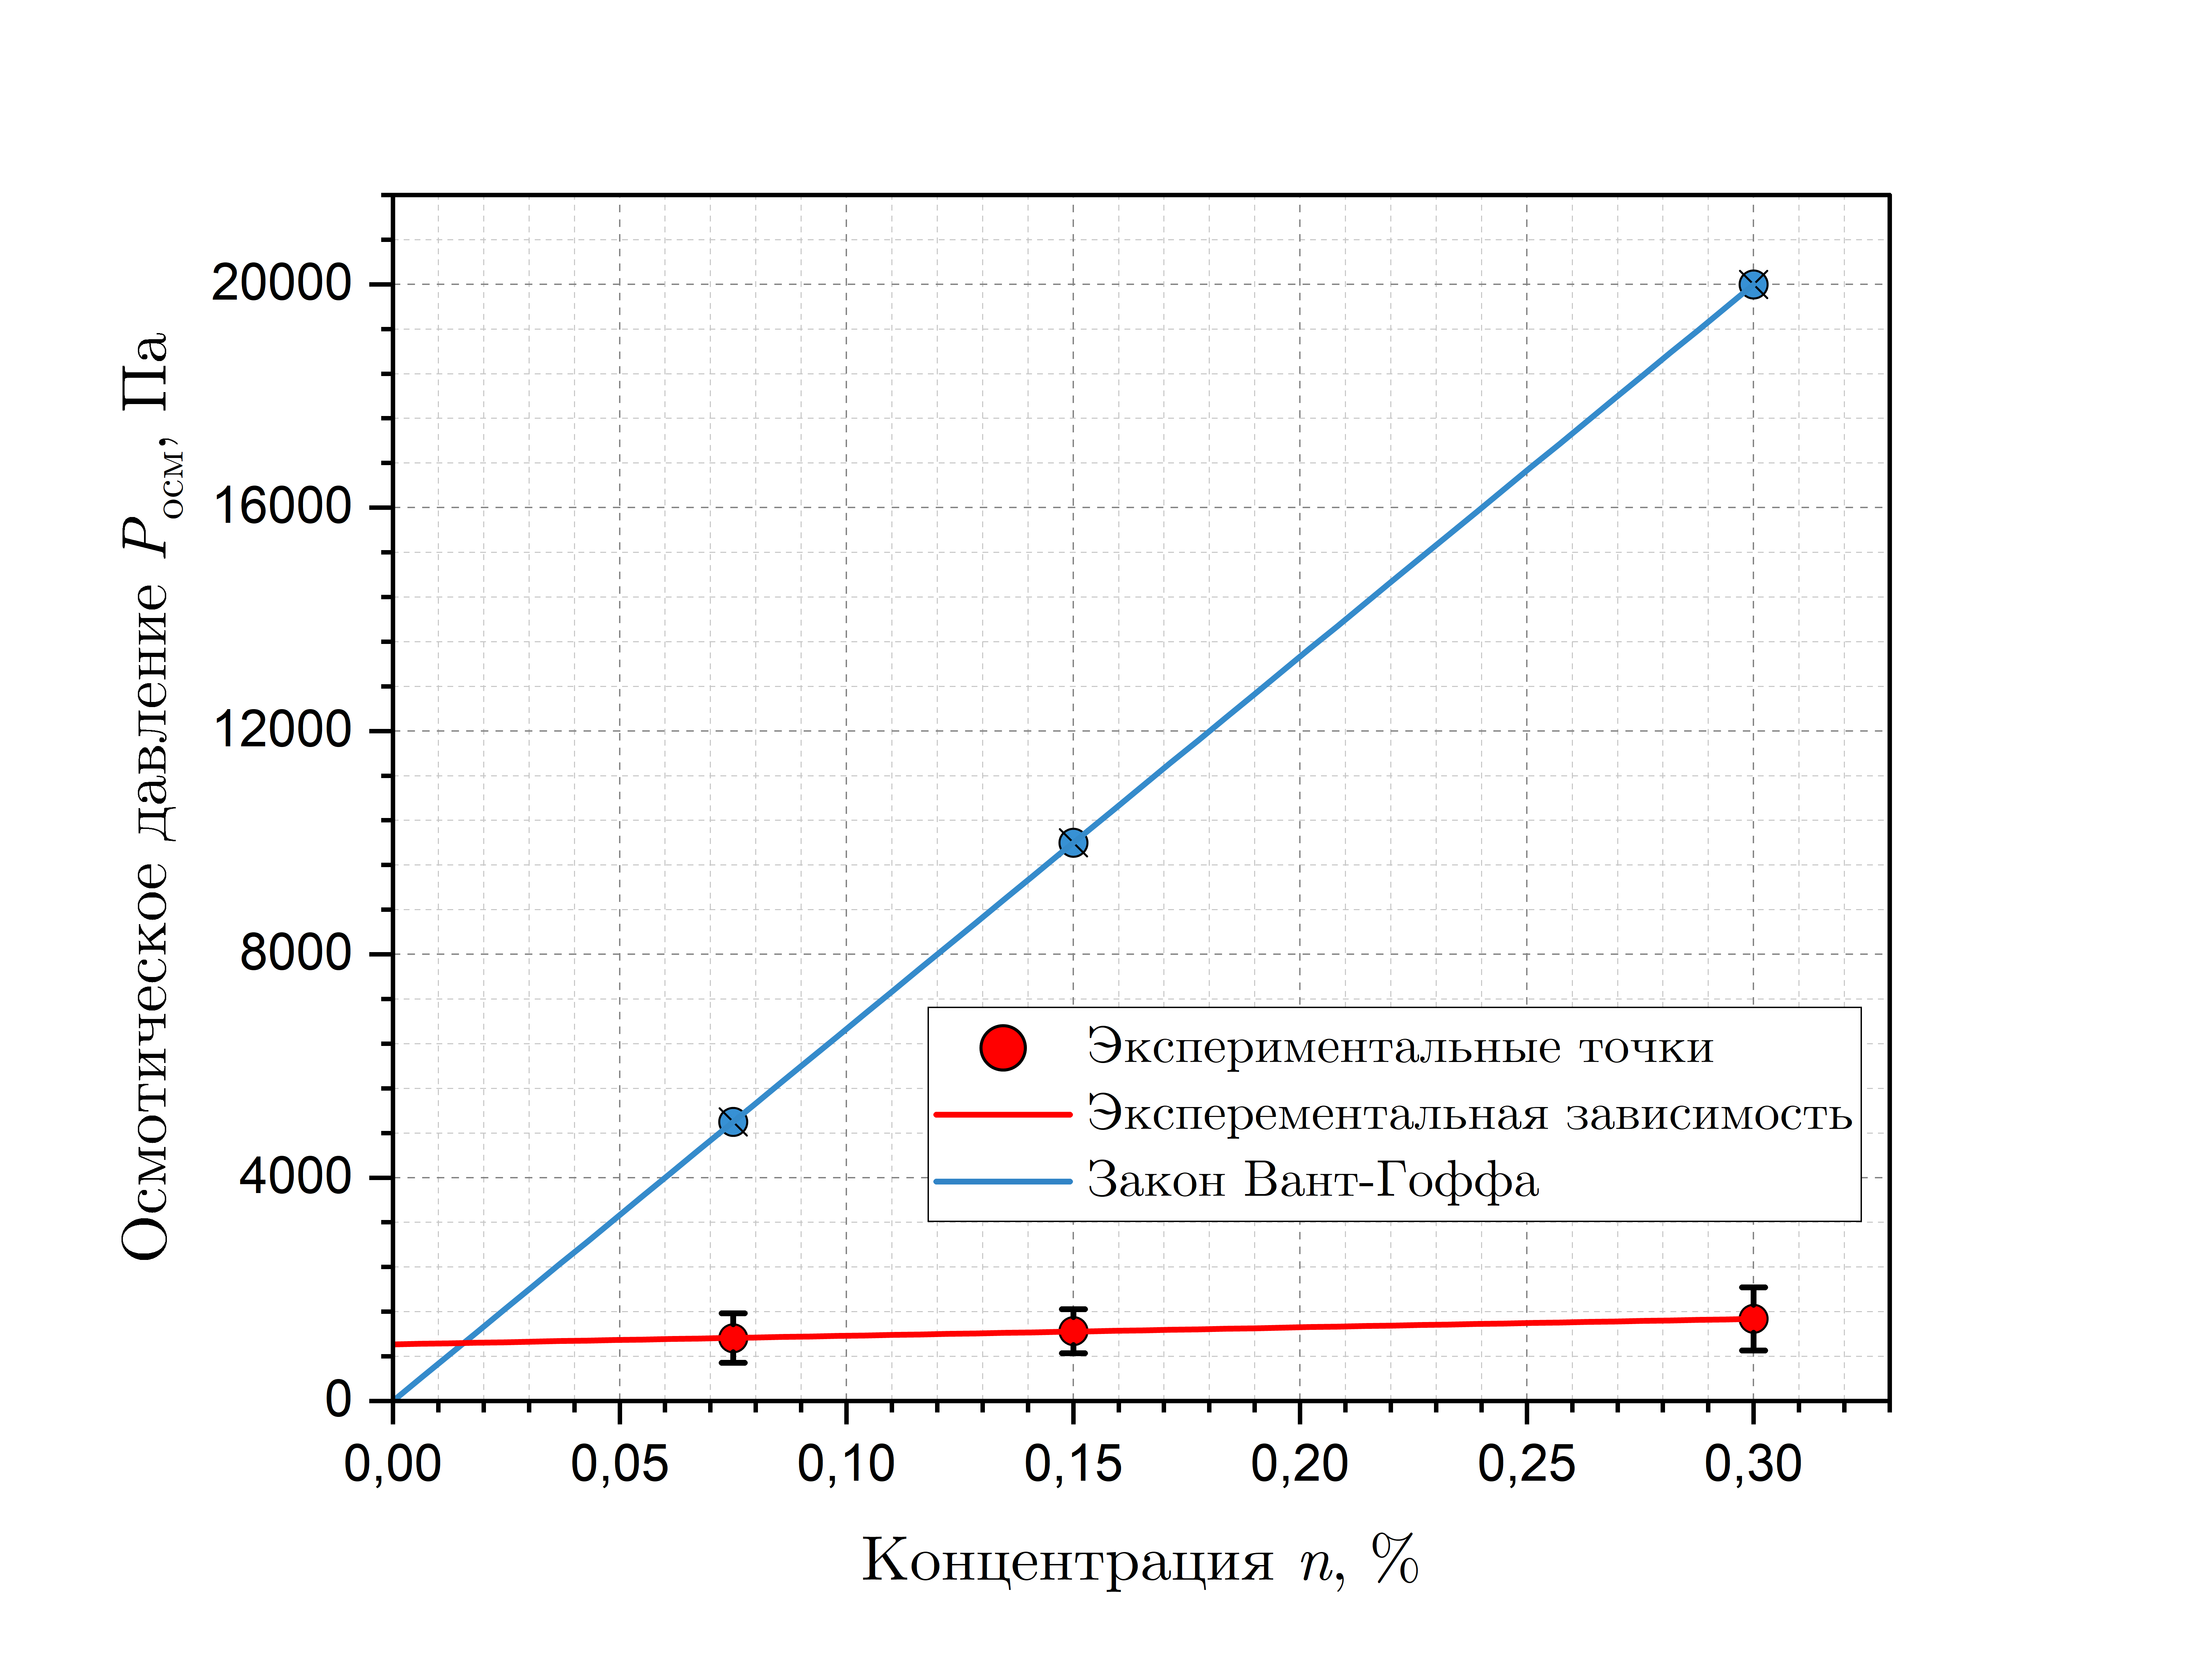 Осмотическое давление Pосм, Па
20000
16000
12000
8000
4000
0
Экспериментальные точки
Эксперементальная зависимость
Закон Вант-Гоффа
0,00 0,05 0,10 0,15 0,20 0,25 0,30
Концентрация n, %